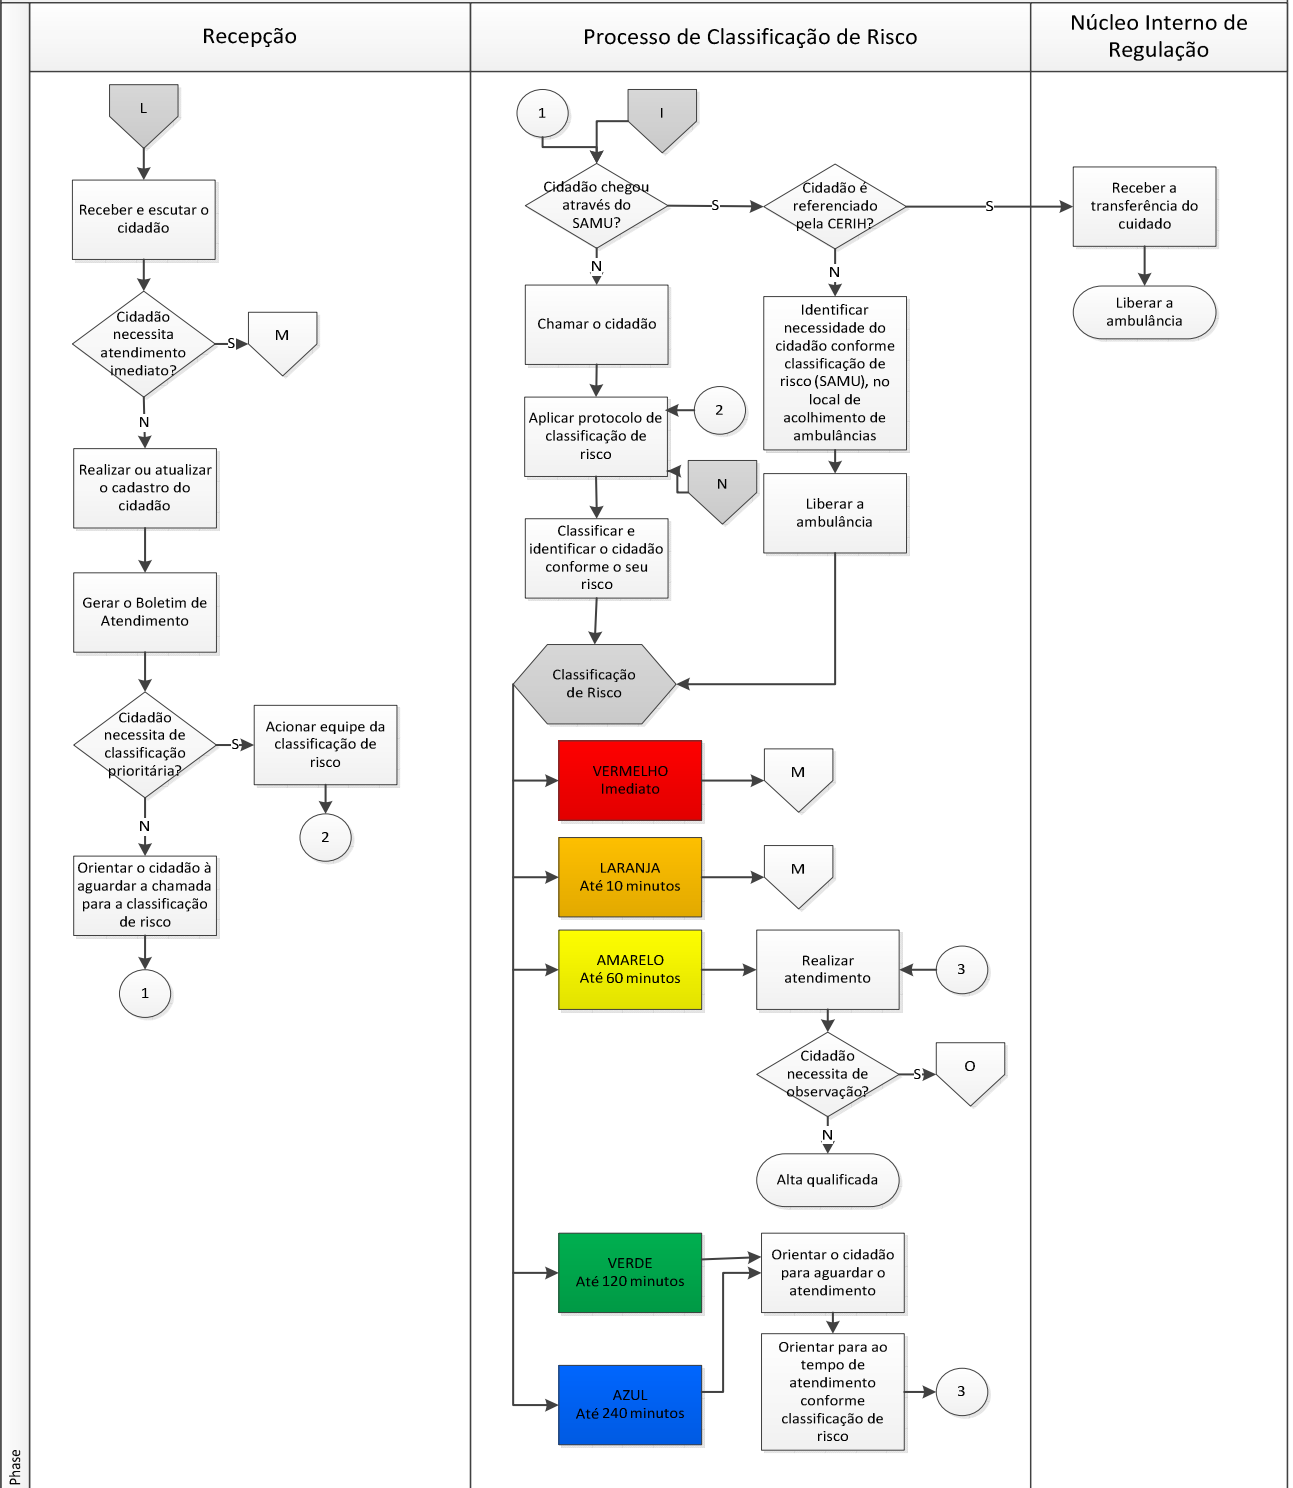 Recepção
Processo de Classificação de Risco
Núcleo Interno de
Regulação
L
Receber e escutar o
cidadão
Cidadão
necessita
atendimento
imediato?
S
M
N
Realizar ou atualizar
o cadastro do
cidadão
Gerar o Boletim de
Atendimento
Cidadão
necessita de
classificação
prioritária?
S
Acionar equipe da
classificação de
risco
2
N
Orientar o cidadão à
aguardar a chamada
para a classificação
de risco
1
1
I
Cidadão chegou
através do
SAMU?
S
Cidadão é
referenciado
pela CERIH?
S
N
Chamar o cidadão
Aplicar protocolo de
classificação de
risco
2
N
Classificar e
identificar o cidadão
conforme o seu
risco
N
Identificar
necessidade do
cidadão conforme
classificação de
risco (SAMU), no
local de
acolhimento de
ambulâncias
Liberar a
ambulância
Classificação
de Risco
VERMELHO
Imediato
M
LARANJA
Até 10 minutos
M
AMARELO
Até 60 minutos
Realizar
atendimento
3
Cidadão
necessita de
observação?
S
O
N
Alta qualificada
VERDE
Até 120 minutos
Orientar o cidadão
para aguardar o
atendimento
AZUL
Até 240 minutos
Orientar para ao
tempo de
atendimento
conforme
classificação de
risco
3
Receber a
transferência do
cuidado
Liberar a
ambulância
Phase